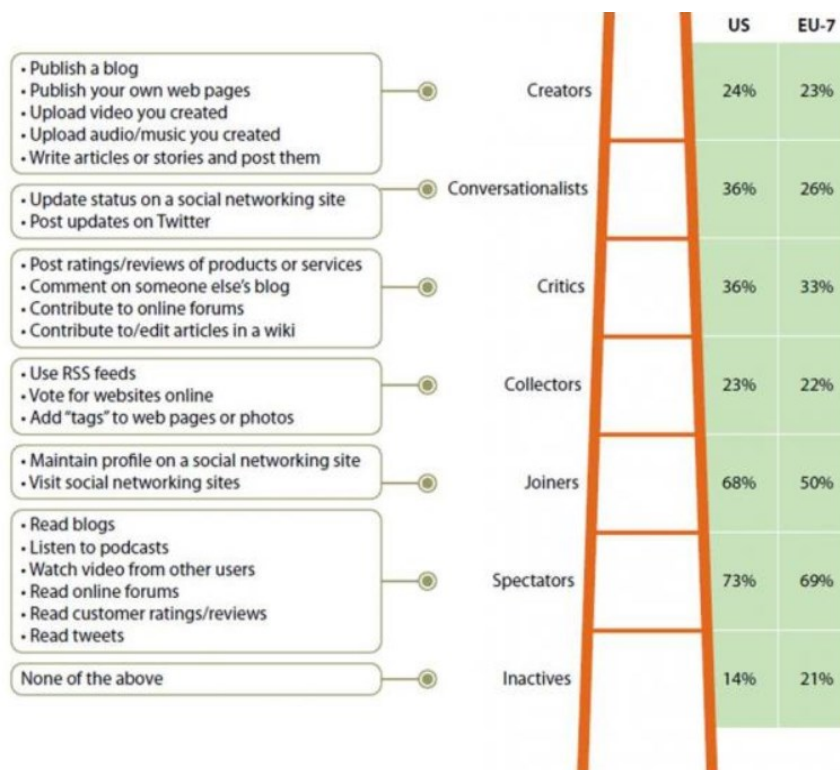 US EU-7
• Publish a blog
• Publish your own web pages
• Upload video you created
• Upload audio/music you created
• Write articles or stories and post them
Creators 24% 23%
• Update status on a social networking site
• Post updates on Twitter
Conversationalists 36% 26%
• Post ratings/reviews of products or services
• Comment on someone else's blog
• Contribute to online forums
• Contribute to/edit articles in a wiki
Critics 36% 33%
• Use RSS feeds
• Vote for websites online
• Add "tags" to web pages or photos
Collectors 23% 22%
• Maintain profile on a social networking site
• Visit social networking sites
Joiners 68% 50%
• Read blogs
• Listen to podcasts
• Watch video from other users
• Read online forums
• Read customer ratings/reviews
• Read tweets
Spectators 73% 69%
None of the above
Inactives 14% 21%